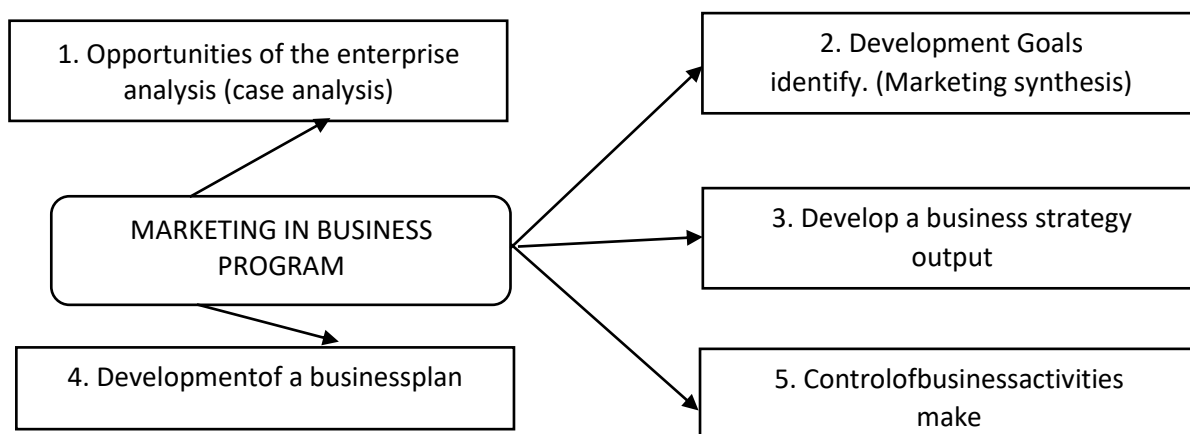 1. Opportunities of the enterprise
analysis (case analysis)
2. Development Goals
identify. (Marketing synthesis)
MARKETING IN BUSINESS
PROGRAM
3. Develop a business strategy
output
4. Developmentof a businessplan
5. Controlofbusinessactivities
make